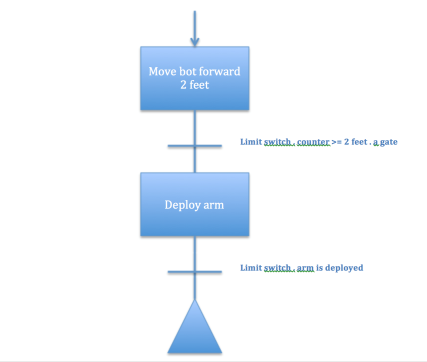 Move bot forward
2 feet
Limit switch . counter >= 2 feet . a gate
Deploy arm
Limit switch . arm is deployed